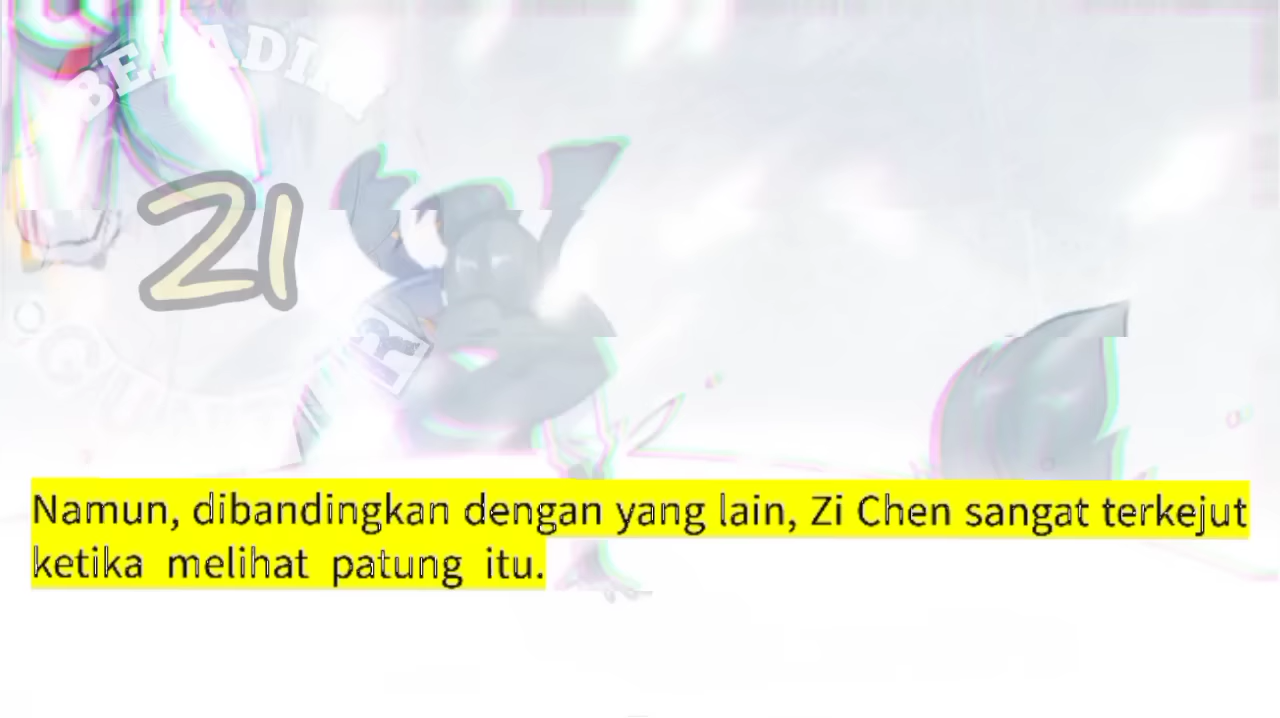 ZI
Namun, dibandingkan dengan yang lain, Zi Chen sangat terkejut
ketika melihat patung itu.